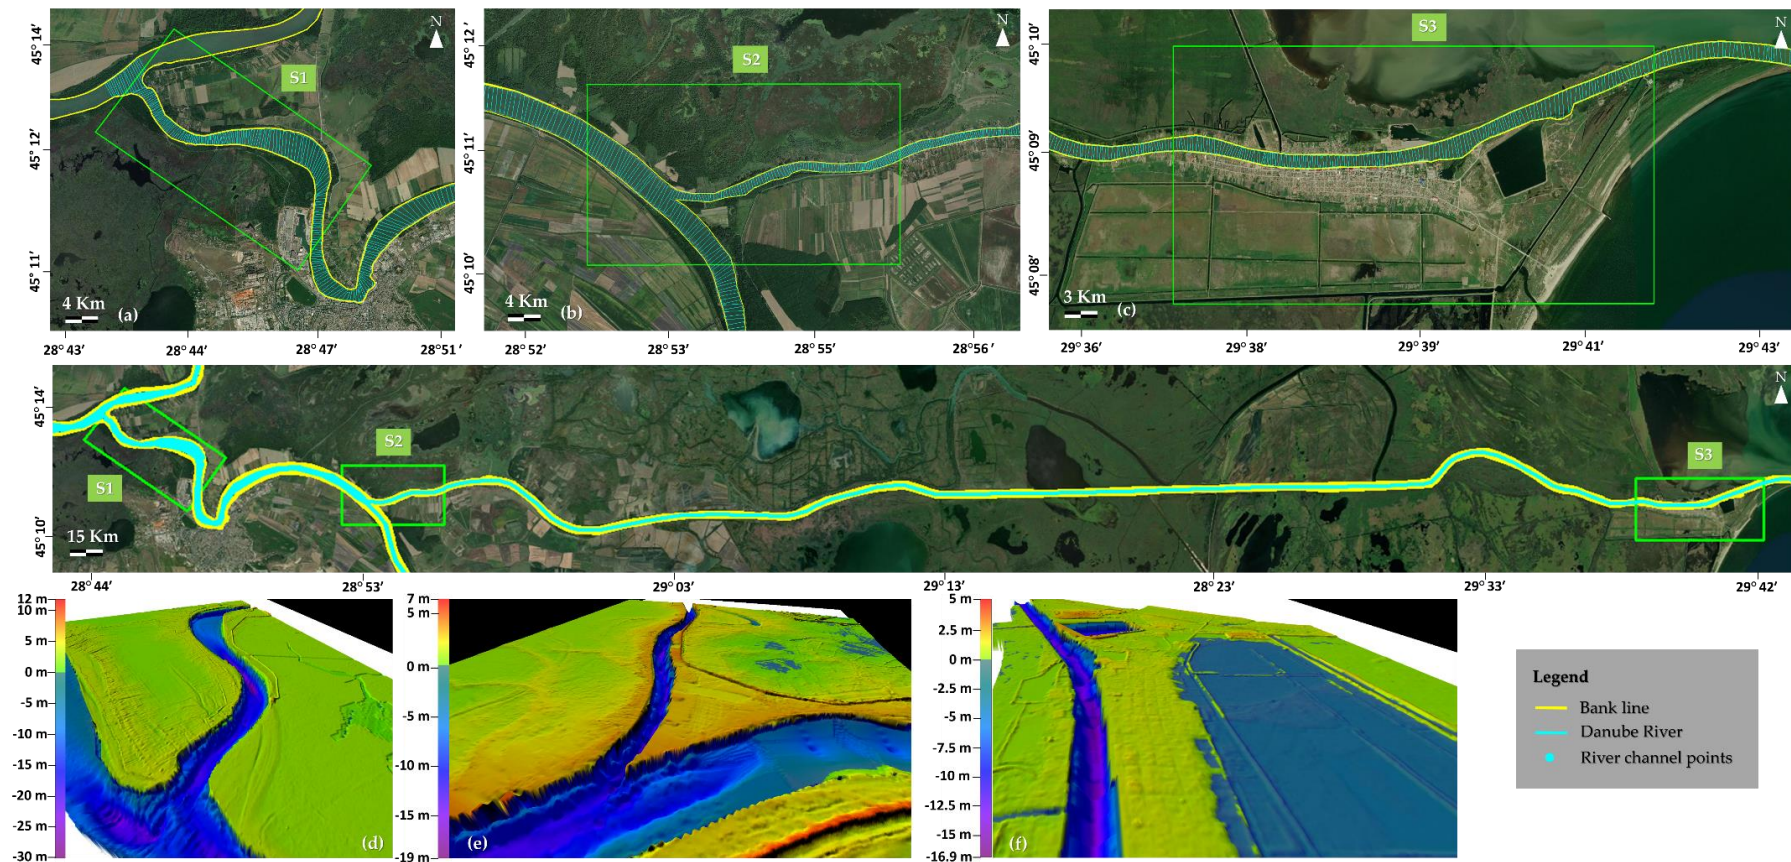 N
S1
45° 14′
45° 12′
45° 11′
4 Km
(a)
28° 43′
28° 44′
28° 47′
28° 51′
N
S2
45° 12′
45° 11′
45° 10′
4 Km
(b)
28° 52′
28° 53′
28° 55′
28° 56′
N
S3
45° 10′
45° 09′
45° 08′
3 Km
(c)
29° 36′
29° 38′
29° 39′
29° 41′
29° 43′
N
S1
S2
S3
45° 14′
45° 10′
15 Km
28° 44′
28° 53′
29° 03′
29° 13′
28° 23′
29° 33′
29° 42′
12 m
10 m
5 m
0 m
-5 m
-10 m
-15 m
-20 m
-25 m
-30 m
(d)
7 m
5 m
0 m
-5 m
-10 m
-15 m
-19 m
(e)
5 m
2.5 m
0 m
-2.5 m
-5 m
-7.5 m
-10 m
-12.5 m
-15 m
-16.9 m
(f)
Legend
Bank line
Danube River
River channel points